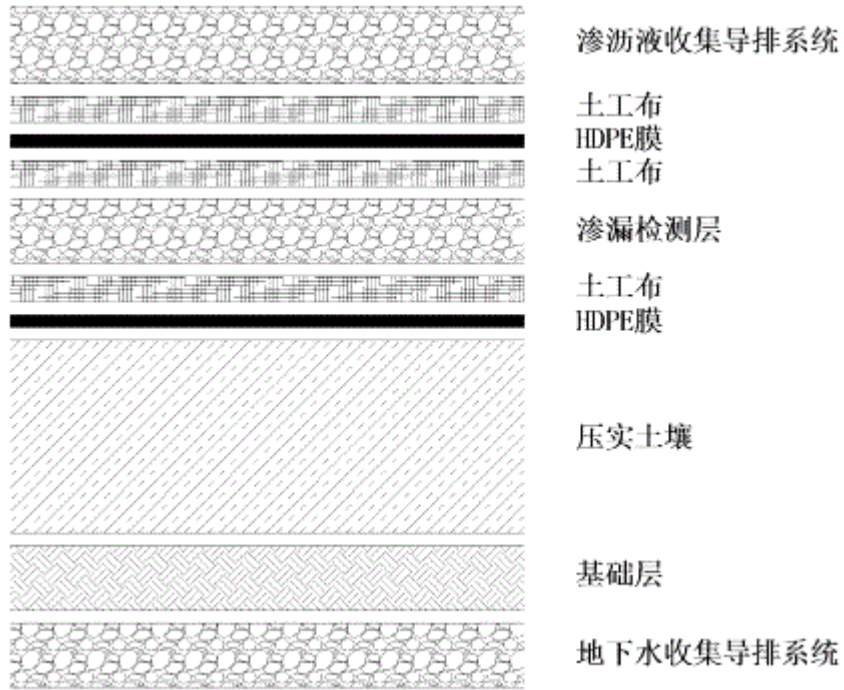 渗沥液收集导排系统
土工布
HDPE膜
土工布
渗漏检测层
土工布
HDPE膜
压实土壤
基础层
地下水收集导排系统